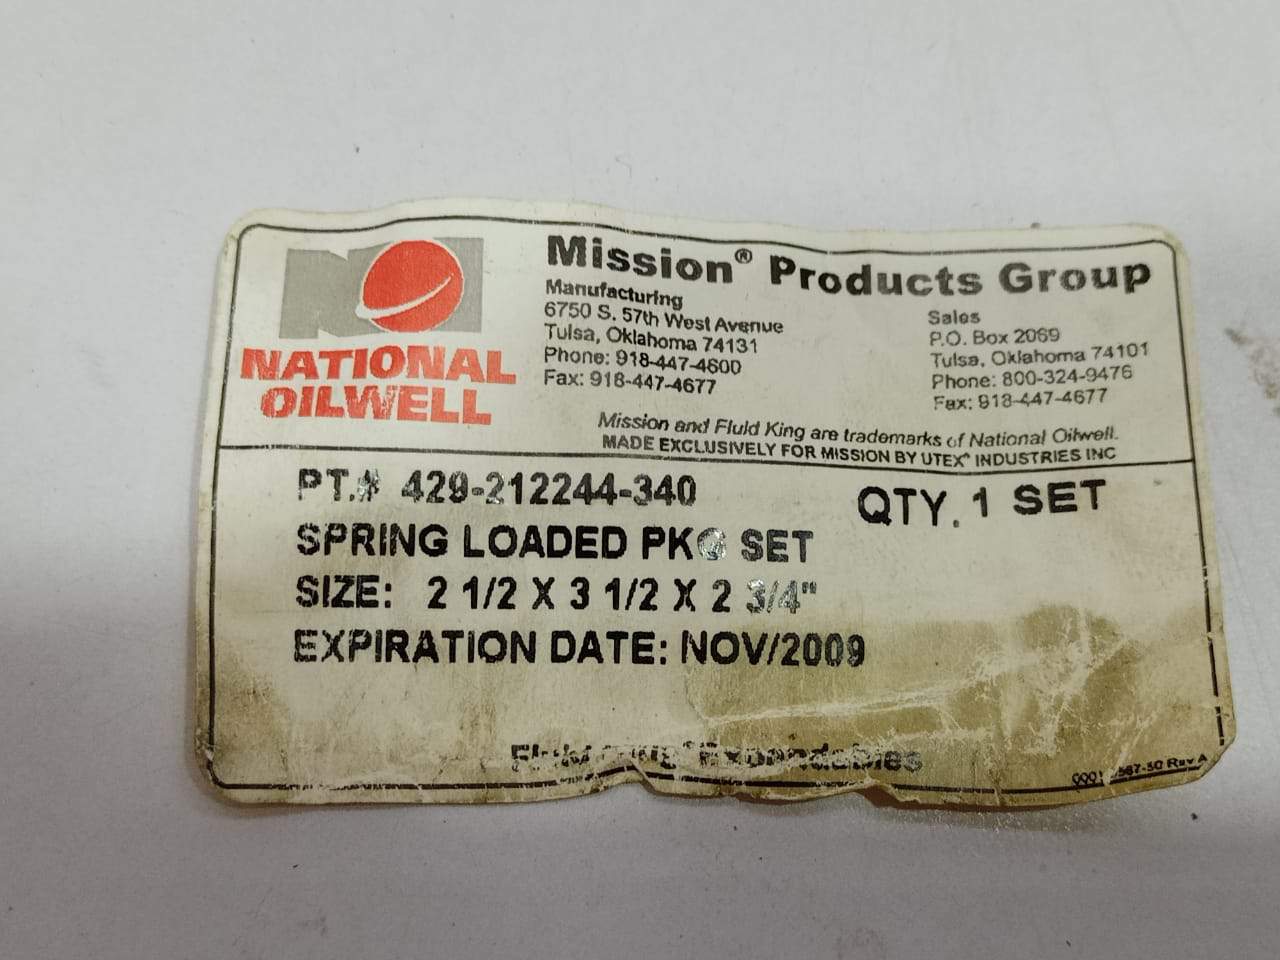 NATIONAL
OILWELL
Mission® Products Group
Manufacturing
6750 S. 57th West Avenue
Tulsa, Oklahoma 74131
Phone: 918-447-4600
Fax: 918-447-4677
Sales
P.O. Box 2069
Tulsa, Oklahoma 74101
Phone: 800-324-9476
Fax: 918-447-4677
Mission and Fluid King are trademarks of National Oilwell.
MADE EXCLUSIVELY FOR MISSION BY UTEX® INDUSTRIES INC
PT.# 429-212244-340
QTY. 1 SET
SPRING LOADED PKG SET
SIZE: 2 1/2 X 3 1/2 X 2 3/4"
EXPIRATION DATE: NOV/2009
Expendables
Rev A